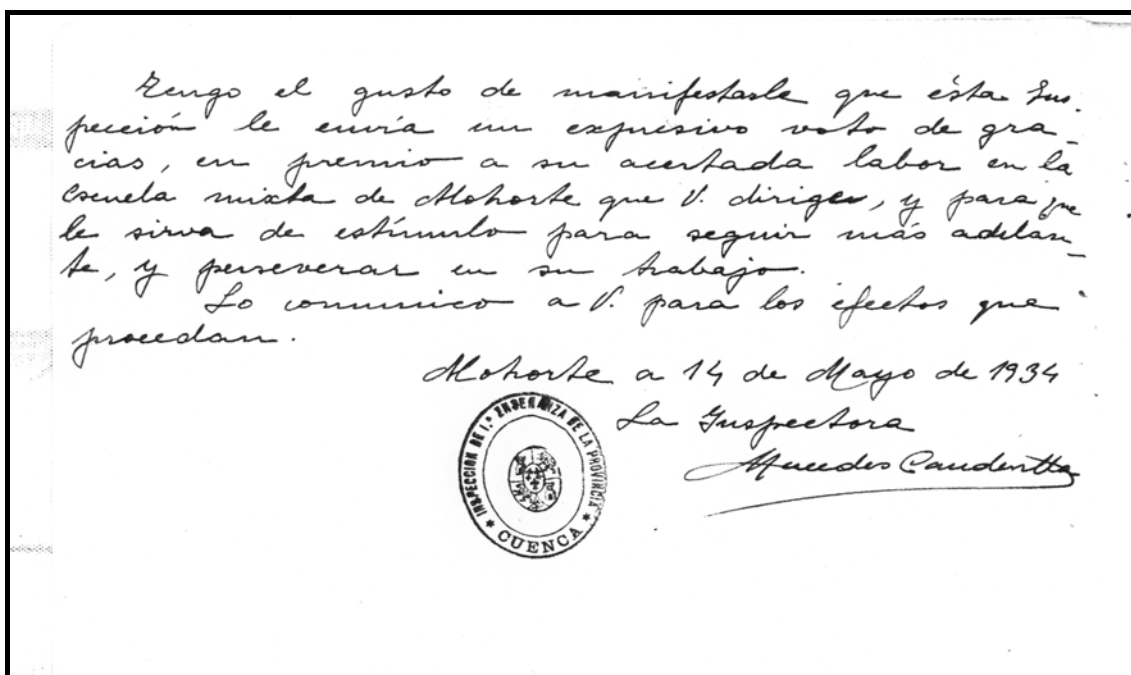 Tengo el gusto de manifestarle que ésta Ins-
pección le envía un expresivo voto de gra-
cias, en premio a su acertada labor en la
escuela mixta de Mohorte que V. dirige, y para que
le sirva de estímulo para seguir más adelan-
te, y perseverar en su trabajo.
Lo comunico a V. para los efectos que
procedan.
Mohorte a 14 de Mayo de 1934
La Inspectora
Mercedes
INSPECCIÓN DE 1.ª ENSEÑANZA DE LA PROVINCIA
* CUENCA *